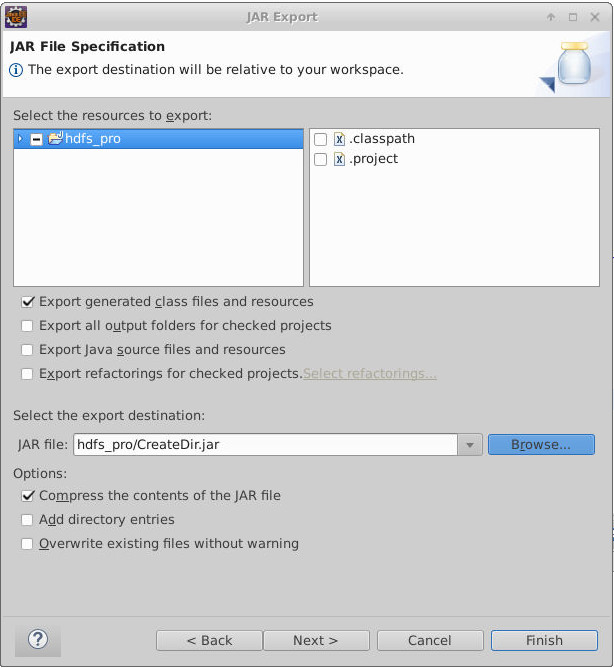 JAR Export
JAR File Specification
The export destination will be relative to your workspace.
Select the resources to export:
hdfs_pro
.classpath
.project
Export generated class files and resources
Export all output folders for checked projects
Export Java source files and resources
Export refactorings for checked projects. Select refactorings...
Select the export destination:
JAR file: hdfs_pro/CreateDir.jar Browse...
Options:
Compress the contents of the JAR file
Add directory entries
Overwrite existing files without warning
? < Back Next > Cancel Finish